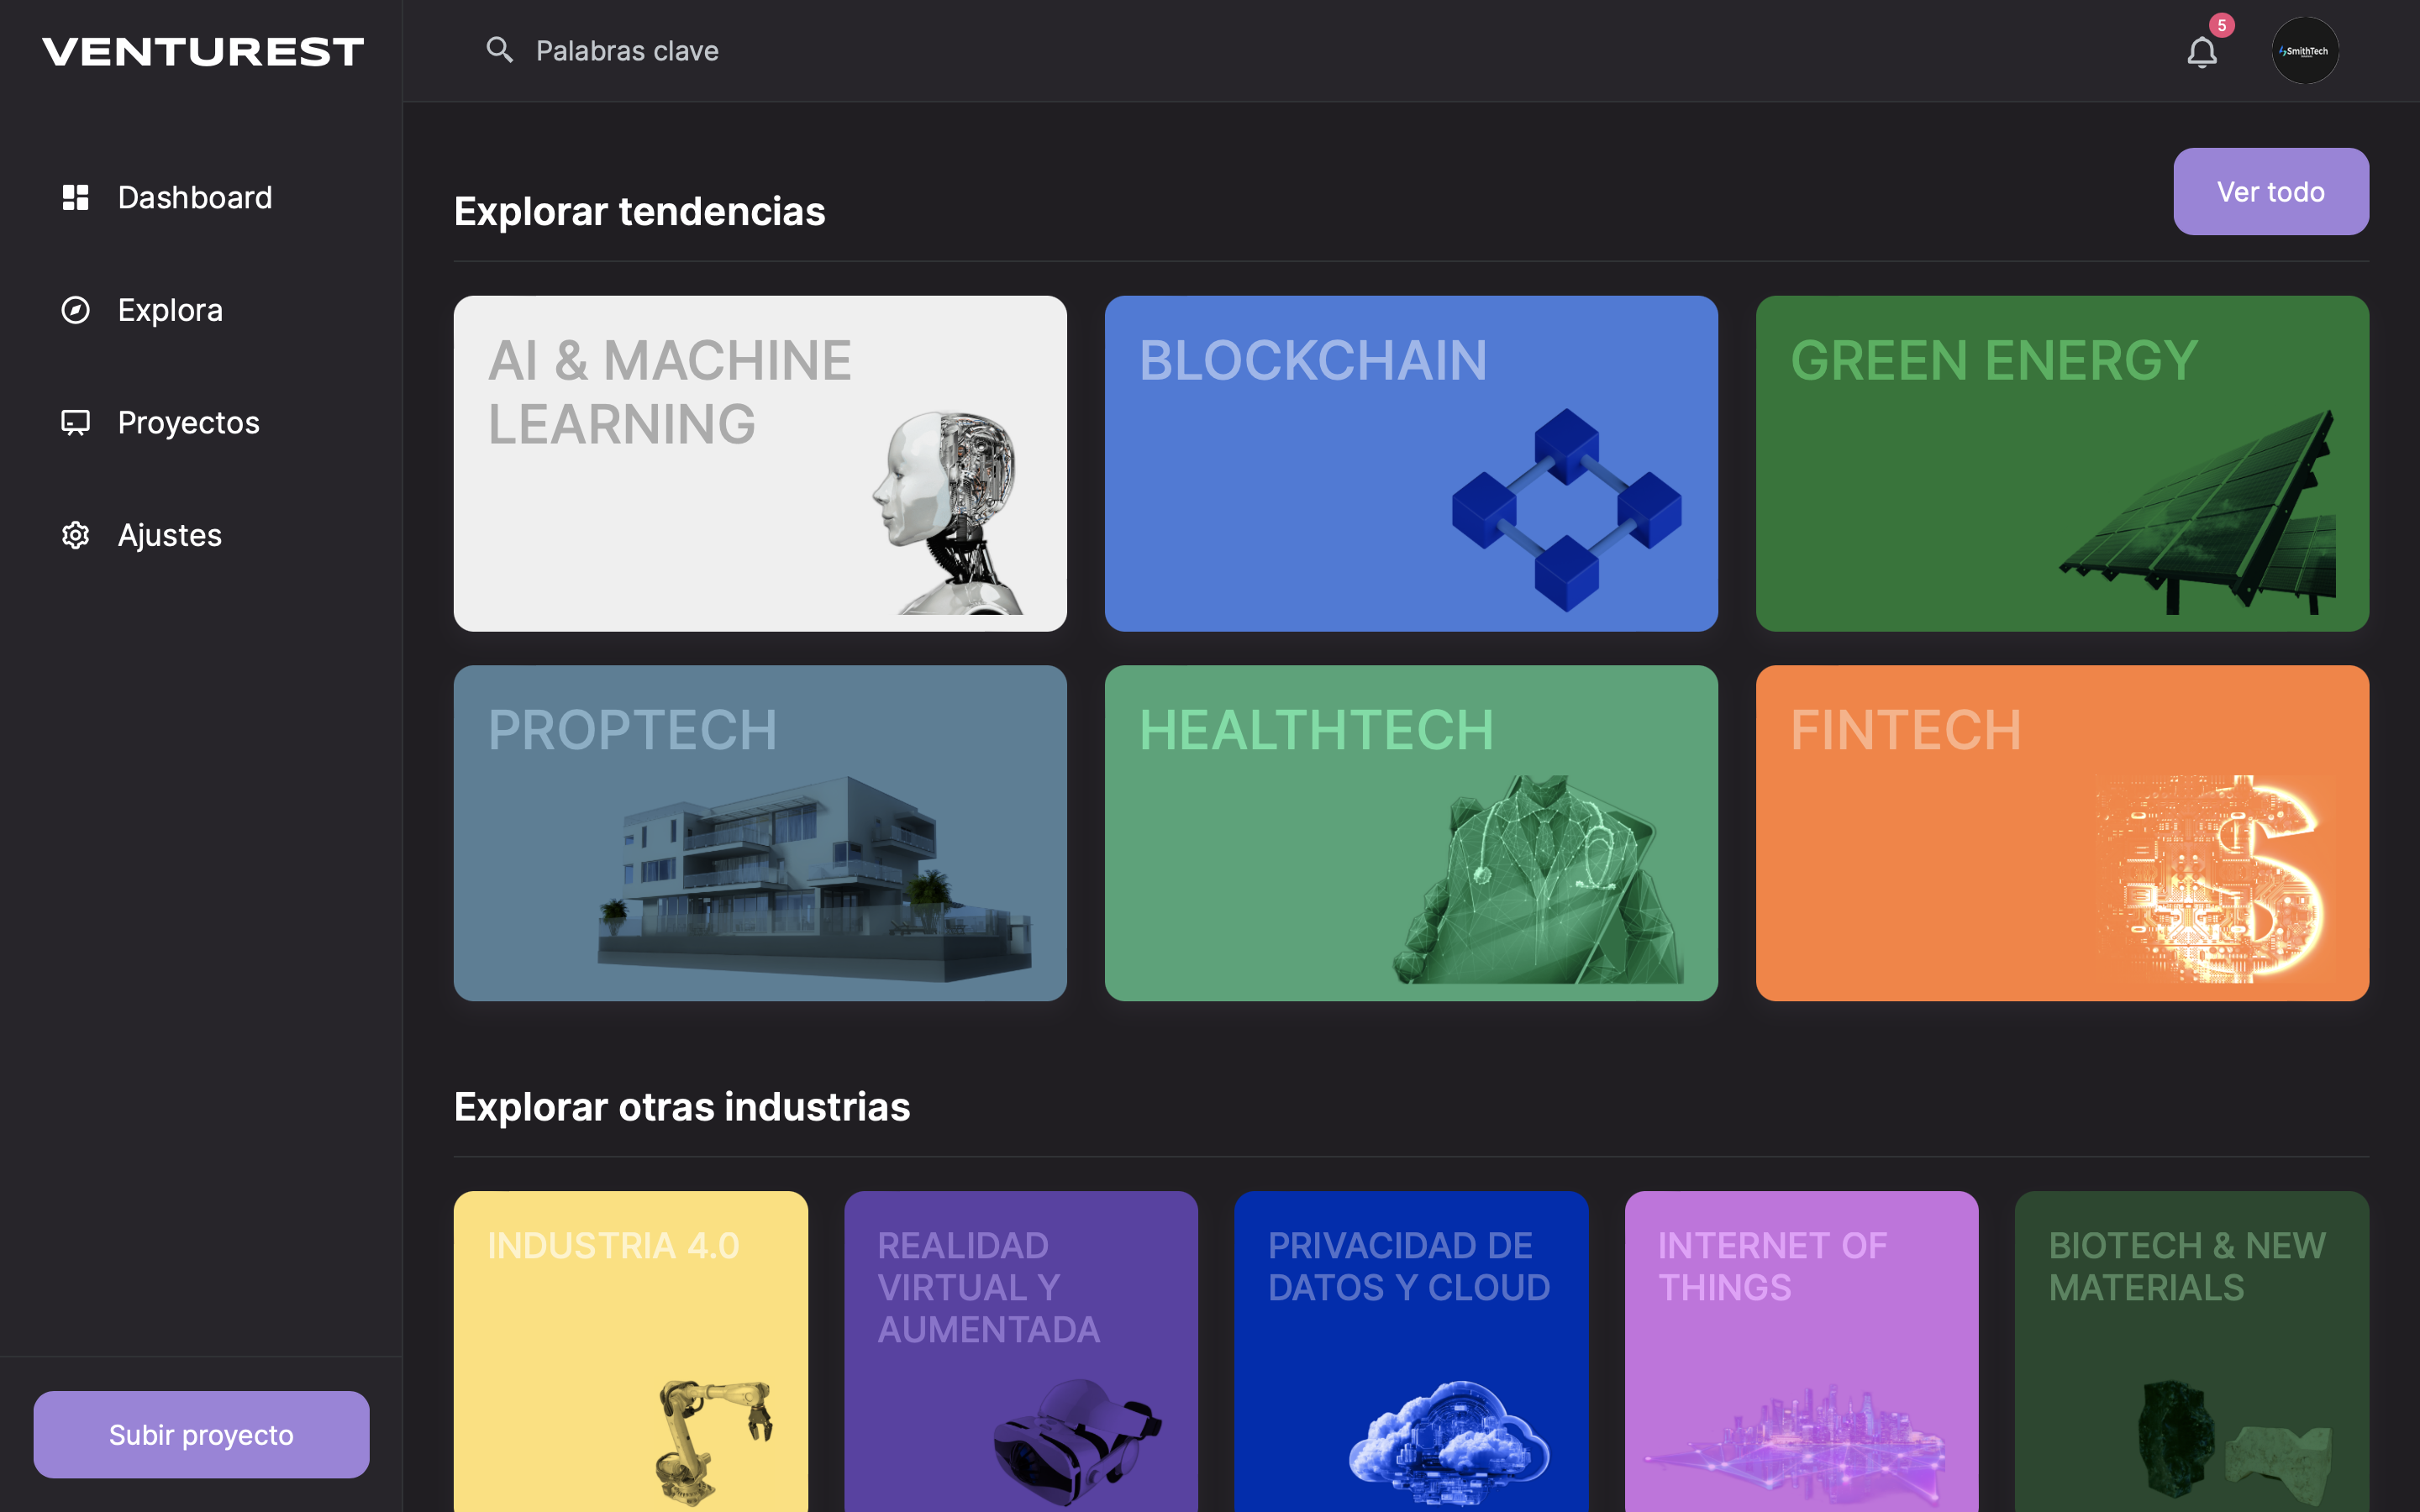 VENTUREST
Palabras clave
5
SmithTech
Dashboard
Explora
Proyectos
Ajustes
Subir proyecto
Explorar tendencias
Ver todo
AI & MACHINE
LEARNING
BLOCKCHAIN
GREEN ENERGY
PROPTECH
HEALTHTECH
FINTECH
Explorar otras industrias
INDUSTRIA 4.0
REALIDAD
VIRTUAL Y
AUMENTADA
PRIVACIDAD DE
DATOS Y CLOUD
INTERNET OF
THINGS
BIOTECH & NEW
MATERIALS